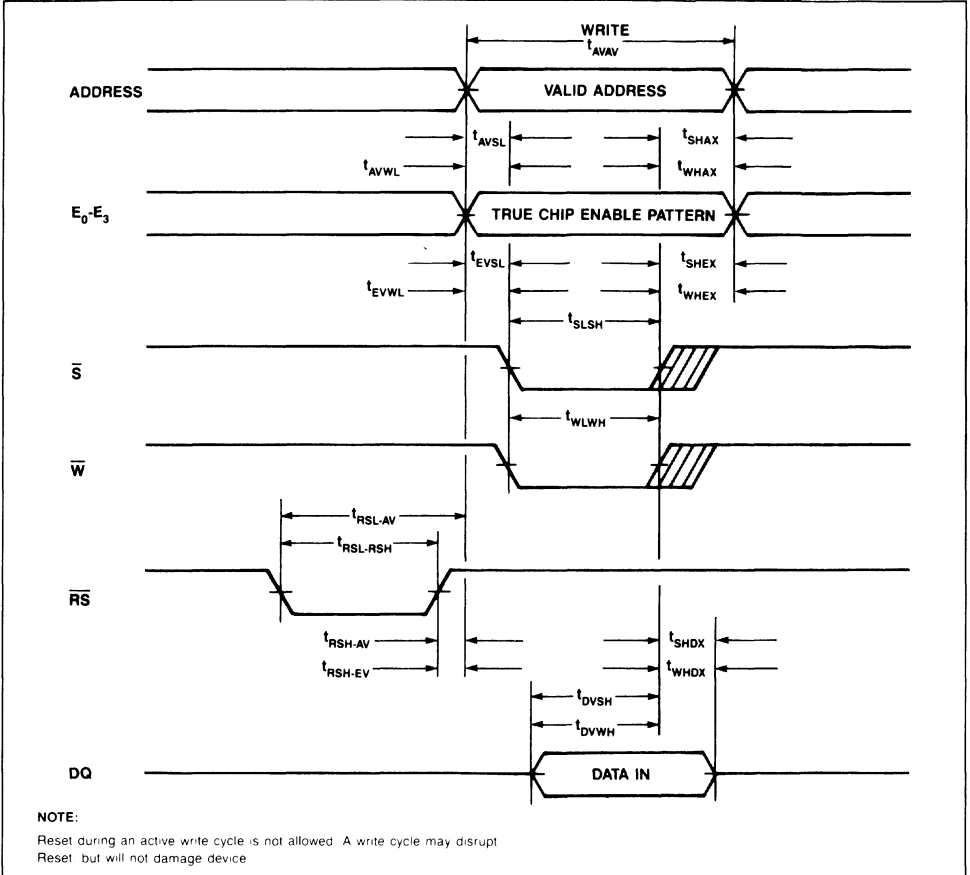 WRITE
tAVAV
ADDRESS
VALID ADDRESS
tAVSL
tSHAX
tAVWL
tWHAX
E0-E3
TRUE CHIP ENABLE PATTERN
tEVSL
tSHEX
tEVWL
tWHEX
tSLSH
S̅
tWLWH
W̅
tRSL-AV
tRSL-RSH
R̅S̅
tRSH-AV
tSHDX
tRSH-EV
tWHDX
tDVSH
tDVWH
DQ
DATA IN
NOTE:
Reset during an active write cycle is not allowed. A write cycle may disrupt
Reset but will not damage device